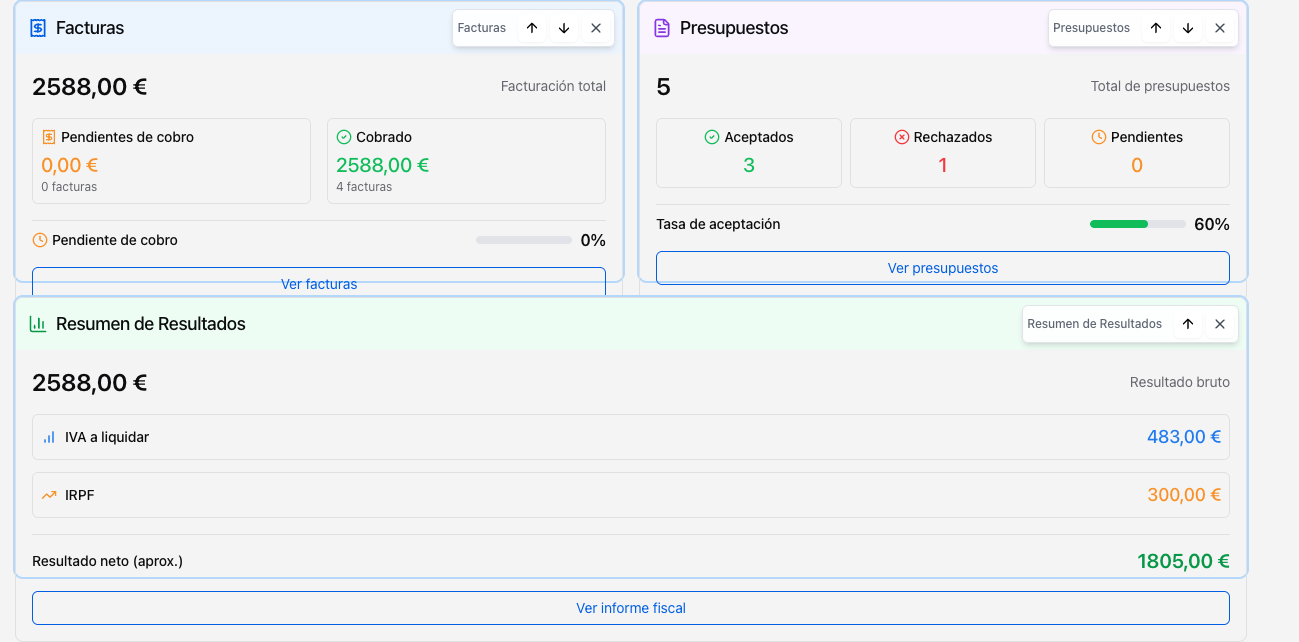 Facturas
Facturas
2588,00 €
Facturación total
Pendientes de cobro
0,00 €
0 facturas
Cobrado
2588,00 €
4 facturas
Pendiente de cobro
0%
Ver facturas
Presupuestos
Presupuestos
5
Total de presupuestos
Aceptados
3
Rechazados
1
Pendientes
0
Tasa de aceptación
60%
Ver presupuestos
Resumen de Resultados
Resumen de Resultados
2588,00 €
Resultado bruto
IVA a liquidar
483,00 €
IRPF
300,00 €
Resultado neto (aprox.)
1805,00 €
Ver informe fiscal